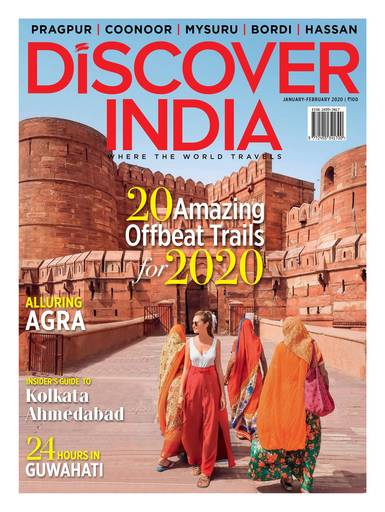 PRAGPUR | COONOOR | MYSURU | BORDI | HASSAN
DISCOVER
INDIA
JANUARY-FEBRUARY 2020 | ₹100
WHERE THE WORLD TRAVELS
20 Amazing
Offbeat Trails
for 2020
ALLURING
AGRA
INSIDER'S GUIDE TO
Kolkata
Ahmedabad
24 HOURS IN
GUWAHATI